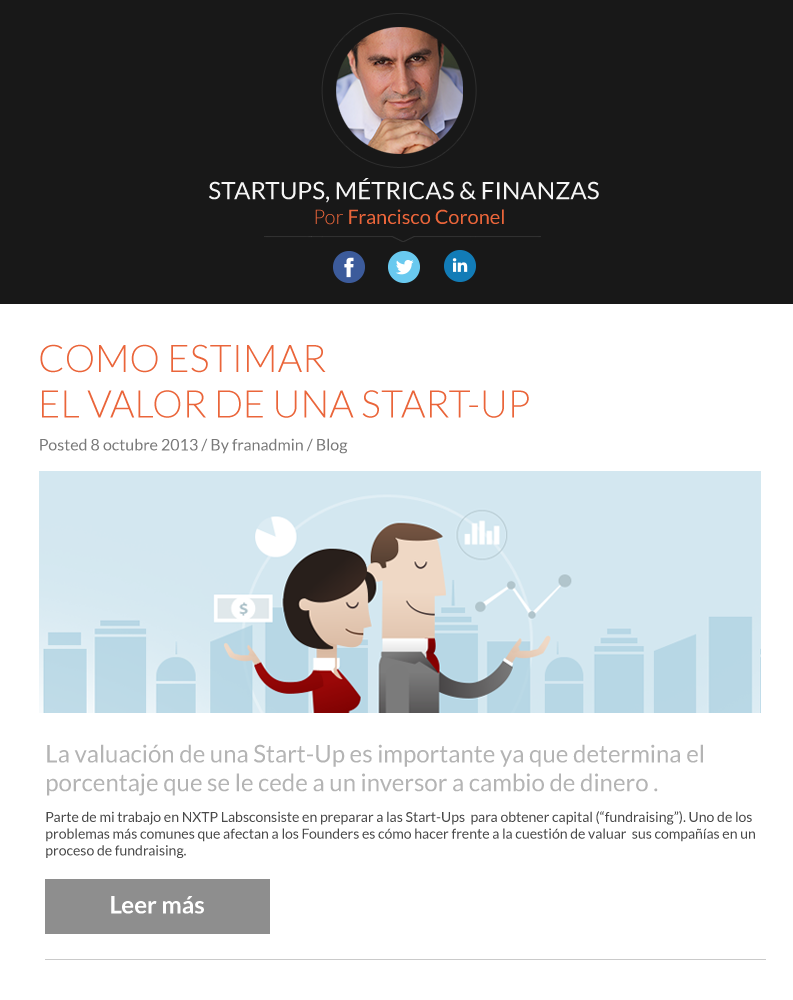 STARTUPS, MÉTRICAS & FINANZAS
Por Francisco Coronel
f
in
COMO ESTIMAR
EL VALOR DE UNA START-UP
Posted 8 octubre 2013 / By franadmin / Blog
$
La valuación de una Start-Up es importante ya que determina el
porcentaje que se le cede a un inversor a cambio de dinero .
Parte de mi trabajo en NXTP Labsconsiste en preparar a las Start-Ups  para obtener capital (“fundraising”). Uno de los
problemas más comunes que afectan a los Founders es cómo hacer frente a la cuestión de valuar  sus compañías en un
proceso de fundraising.
Leer más